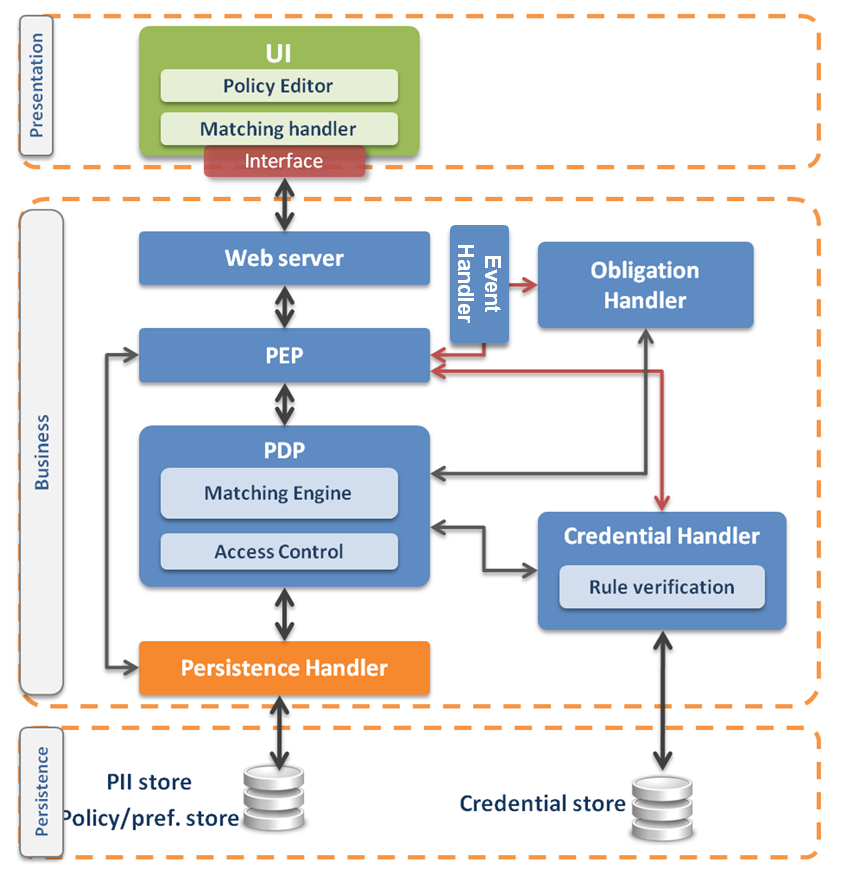 Presentation
UI
Policy Editor
Matching handler
Interface
Business
Web server
Event
Handler
Obligation
Handler
PEP
PDP
Matching Engine
Access Control
Credential Handler
Rule verification
Persistence Handler
Persistence
PII store
Policy/pref. store
Credential store